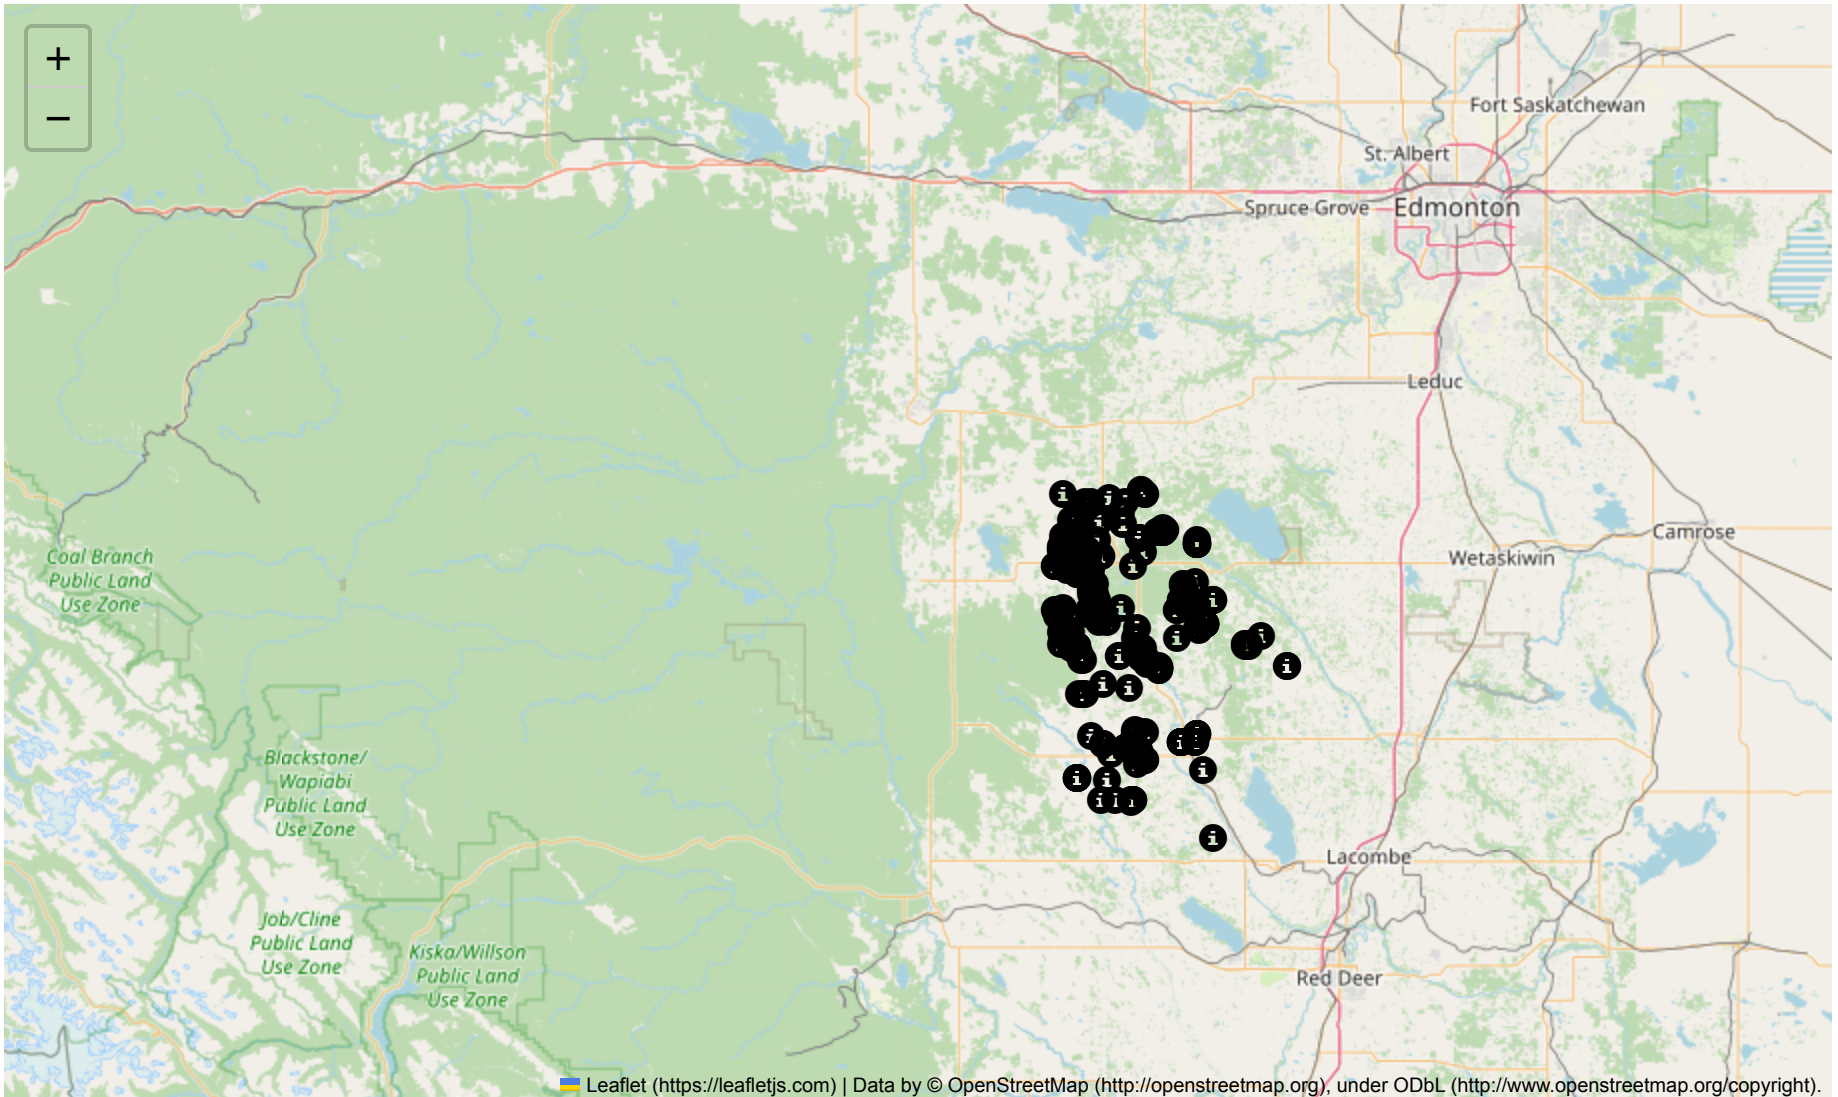 +
−
Fort Saskatchewan
St. Albert
Spruce Grove
Edmonton
Leduc
Camrose
Wetaskiwin
Coal Branch
Public Land
Use Zone
Blackstone/
Wapiabi
Public Land
Use Zone
Lacombe
Job/Cline
Public Land
Use Zone
Kiska/Willson
Public Land
Use Zone
Red Deer
Leaflet (https://leafletjs.com) | Data by © OpenStreetMap (http://openstreetmap.org), under ODbL (http://www.openstreetmap.org/copyright).